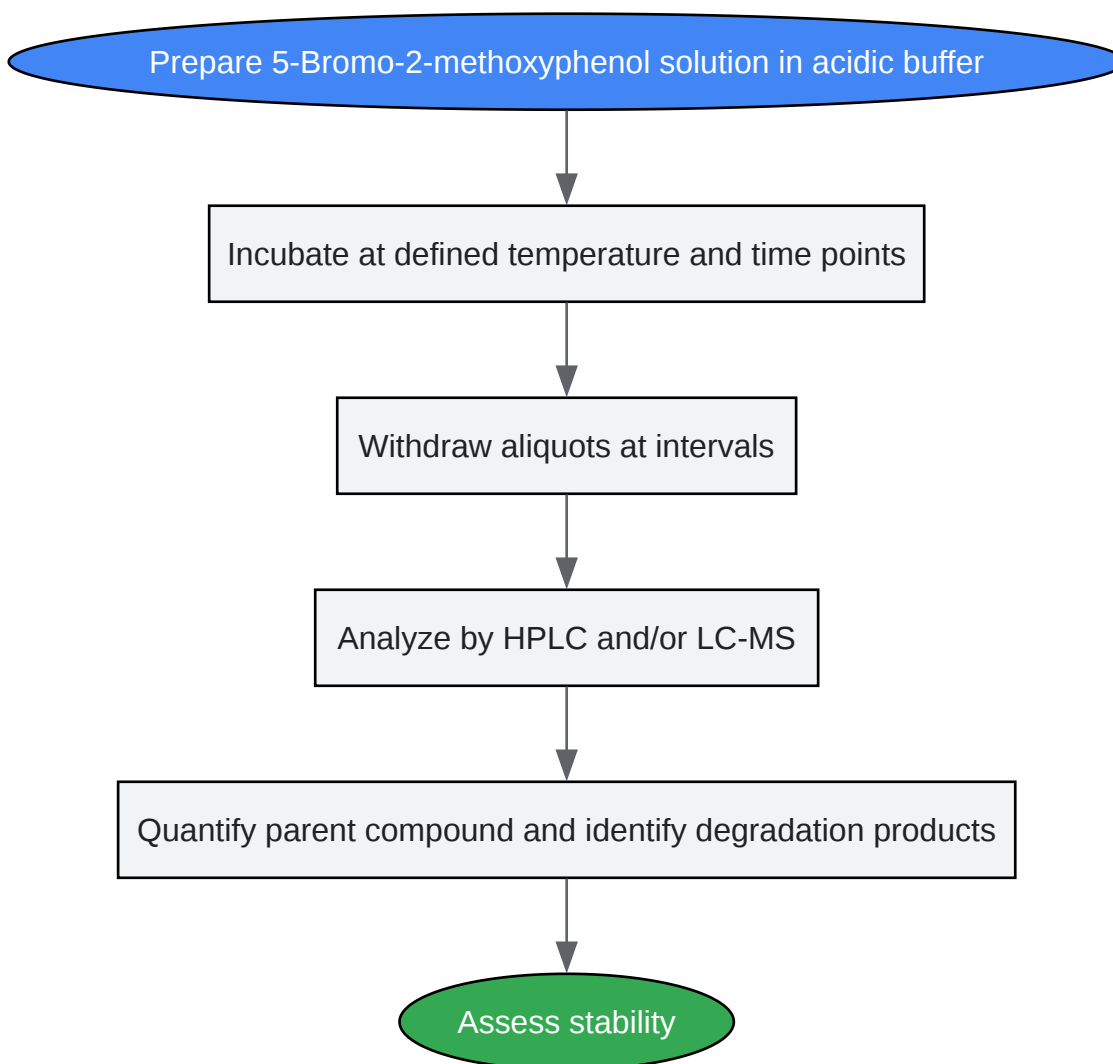 Prepare 5-Bromo-2-methoxyphenol solution in acidic buffer
Incubate at defined temperature and time points
Withdraw aliquots at intervals
Analyze by HPLC and/or LC-MS
Quantify parent compound and identify degradation products
Assess stability